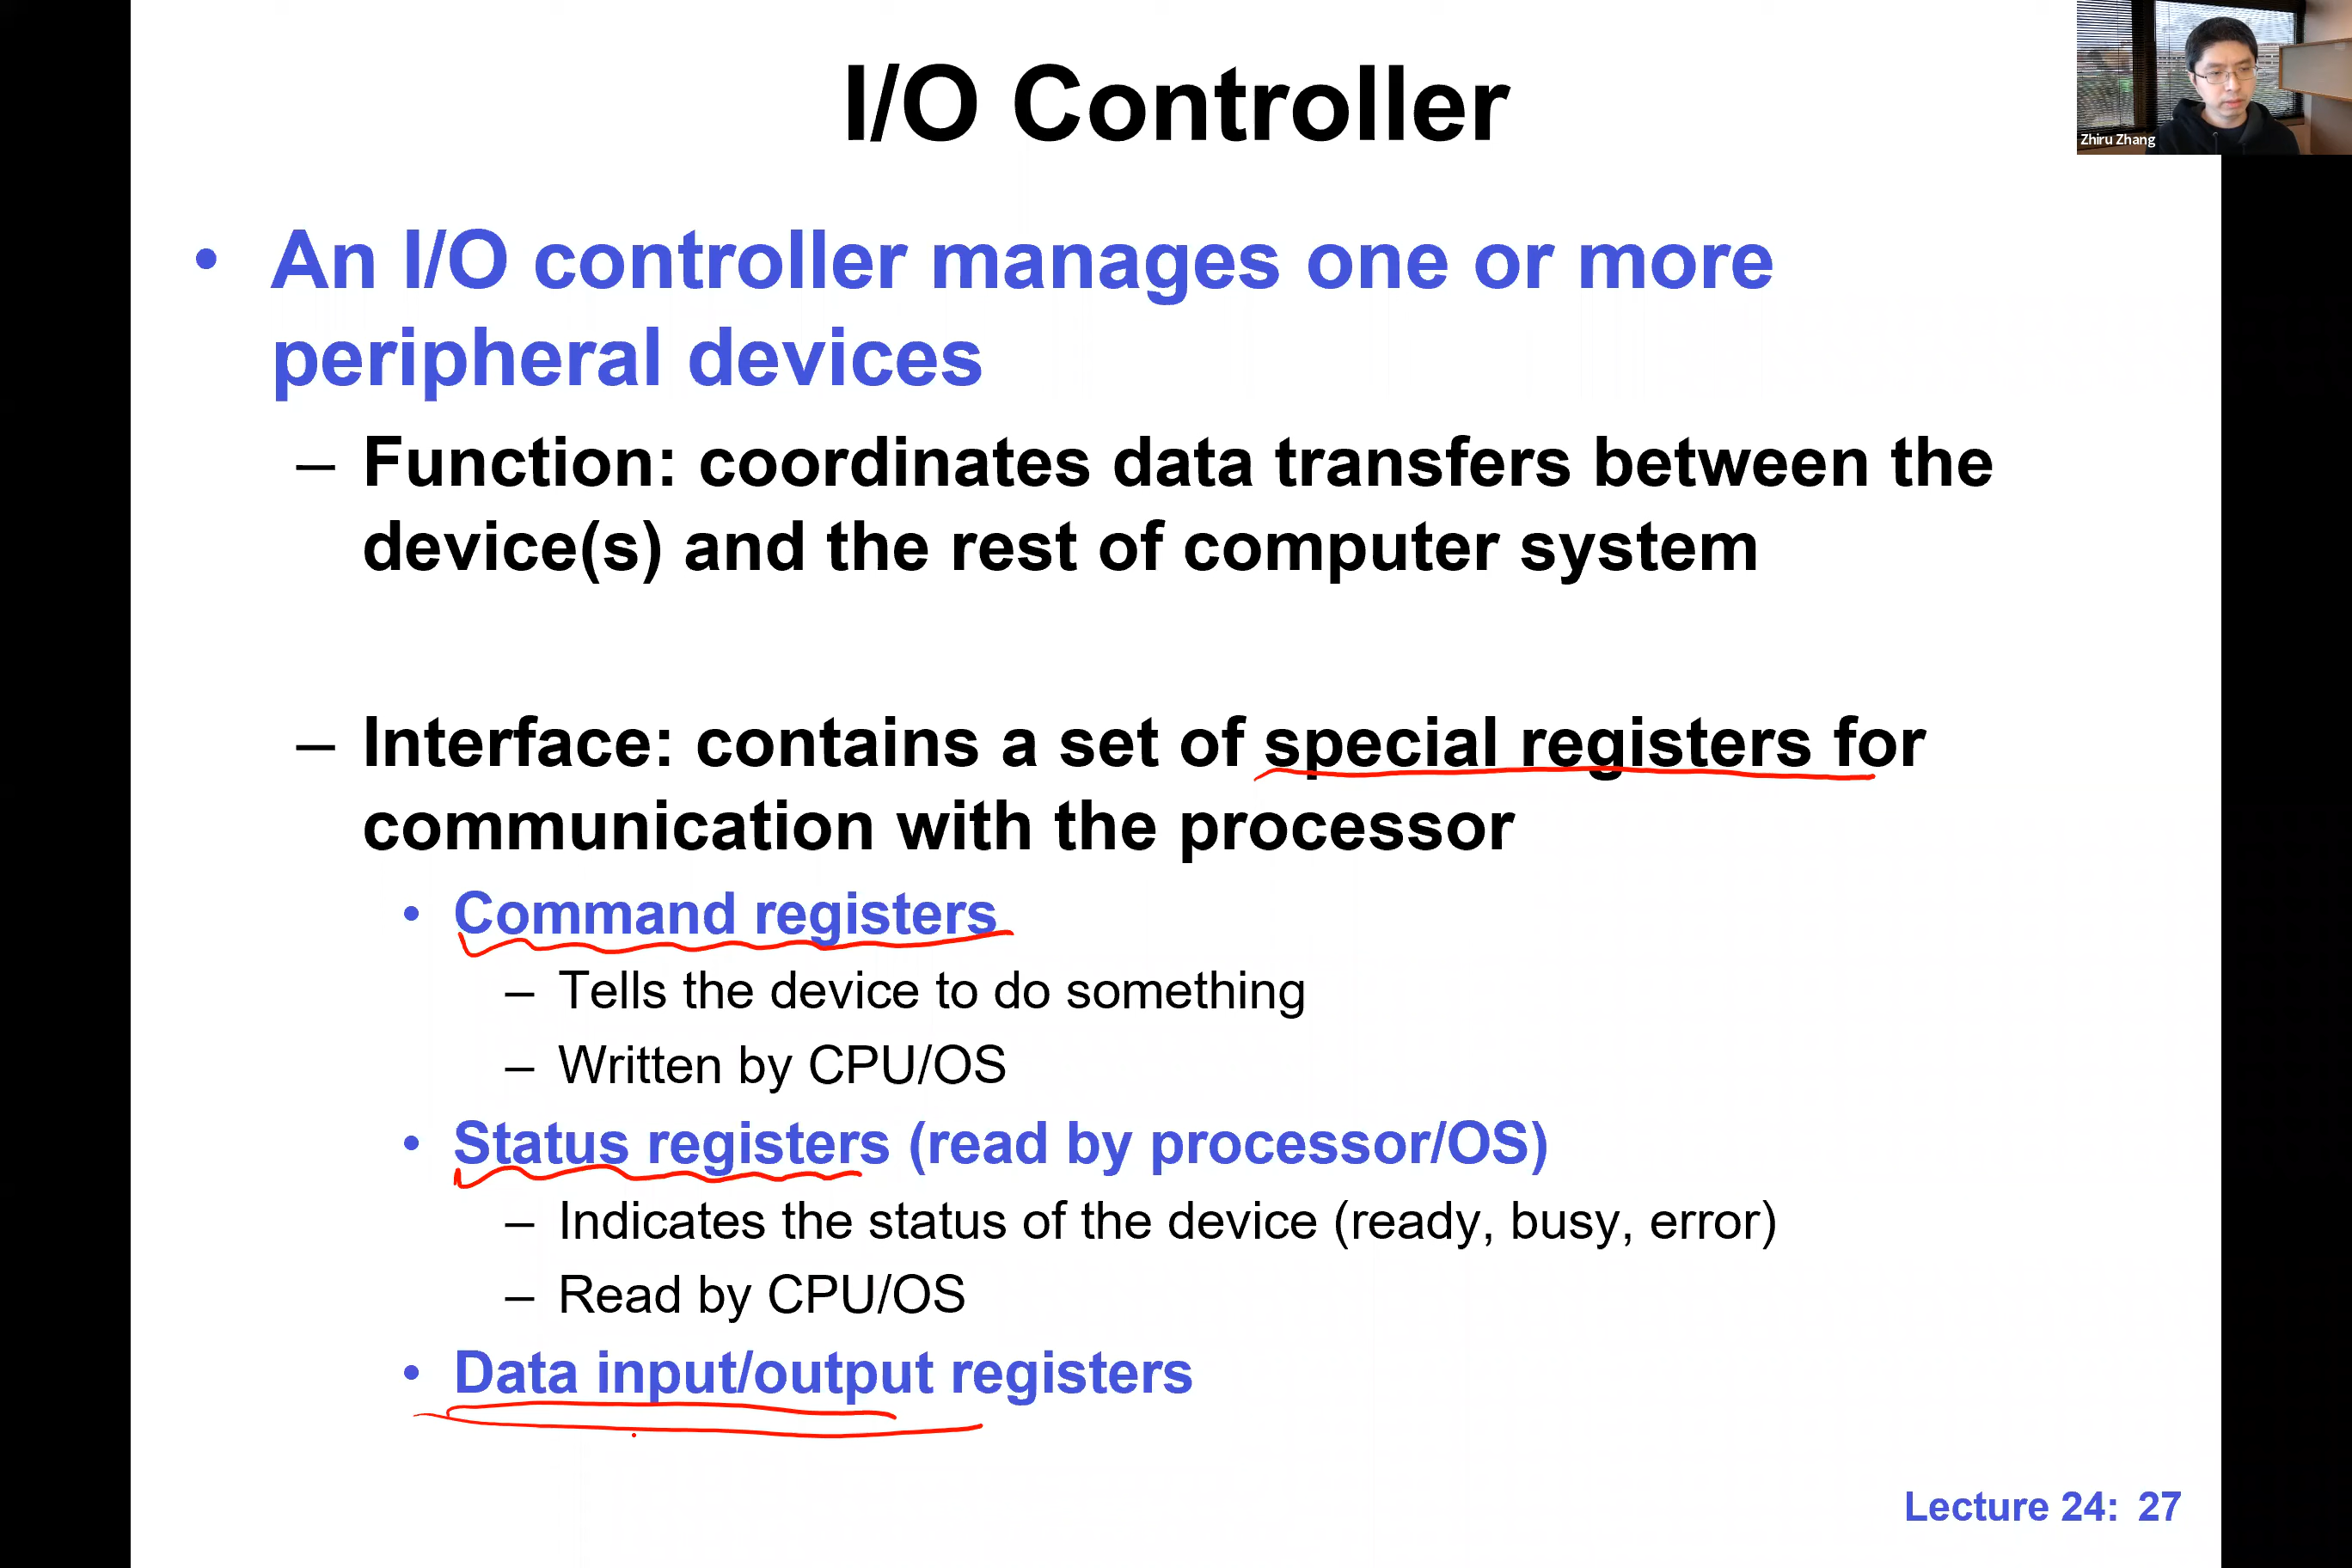 I/O Controller
Zhiru Zhang
• An I/O controller manages one or more
peripheral devices
– Function: coordinates data transfers between the
device(s) and the rest of computer system
– Interface: contains a set of special registers for
communication with the processor
• Command registers
– Tells the device to do something
– Written by CPU/OS
• Status registers (read by processor/OS)
– Indicates the status of the device (ready, busy, error)
– Read by CPU/OS
• Data input/output registers
Lecture 24: 27